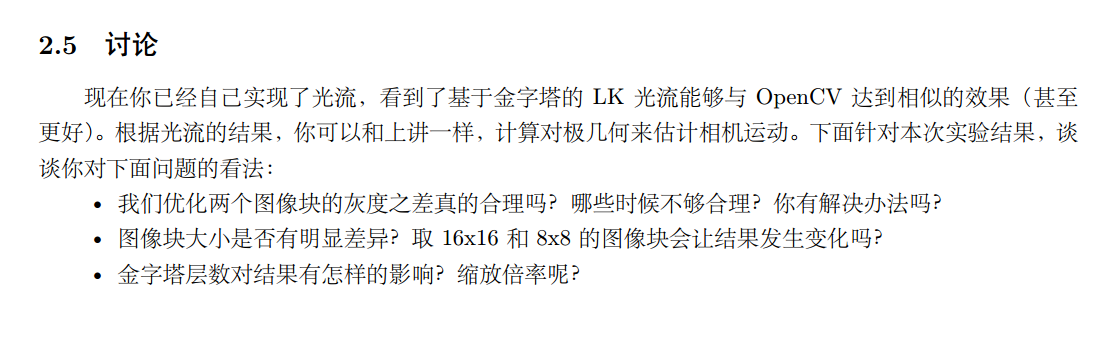 2.5 讨论
现在你已经自己实现了光流，看到了基于金字塔的 LK 光流能够与 OpenCV 达到相似的效果（甚至
更好）。根据光流的结果，你可以和上讲一样，计算对极几何来估计相机运动。下面针对本次实验结果，谈
谈你对下面问题的看法：
• 我们优化两个图像块的灰度之差真的合理吗？哪些时候不够合理？你有解决办法吗？
• 图像块大小是否有明显差异？取 16x16 和 8x8 的图像块会让结果发生变化吗？
• 金字塔层数对结果有怎样的影响？缩放倍率呢？